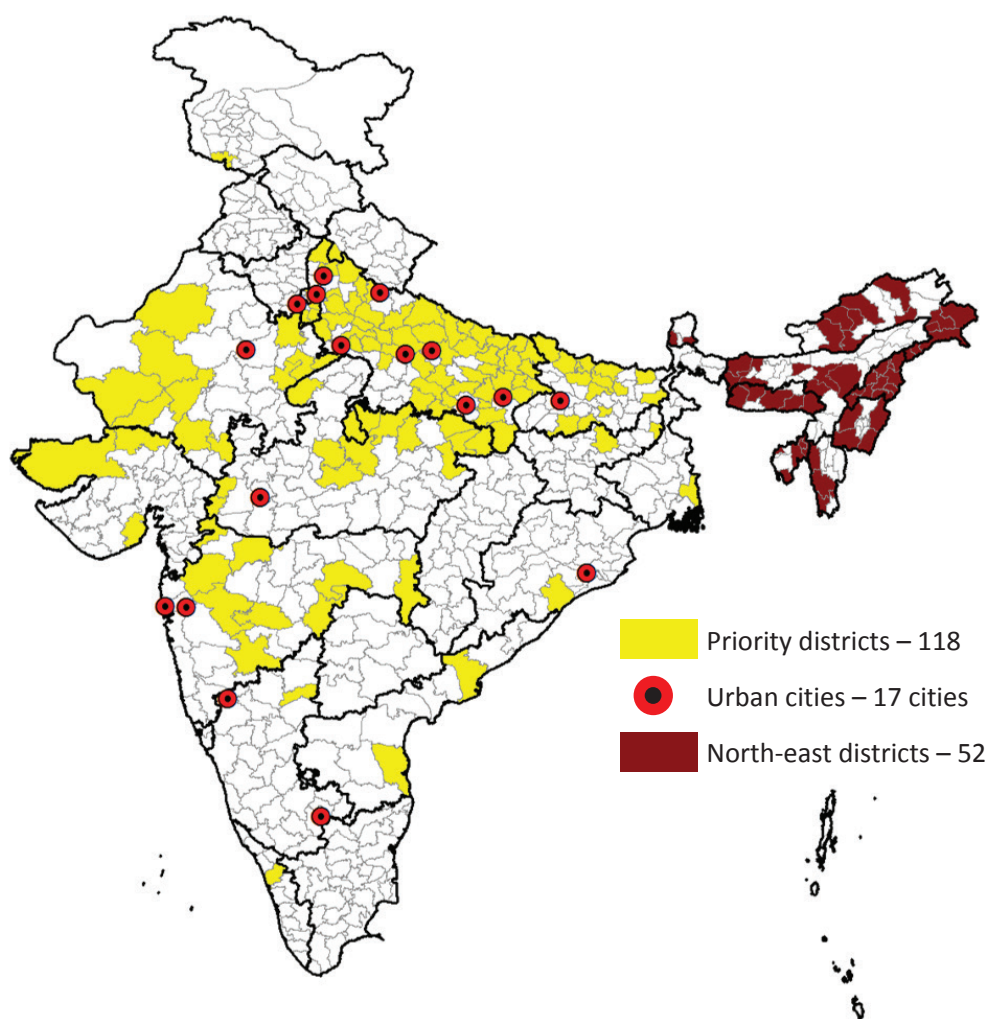 Priority districts – 118
Urban cities – 17 cities
North-east districts – 52